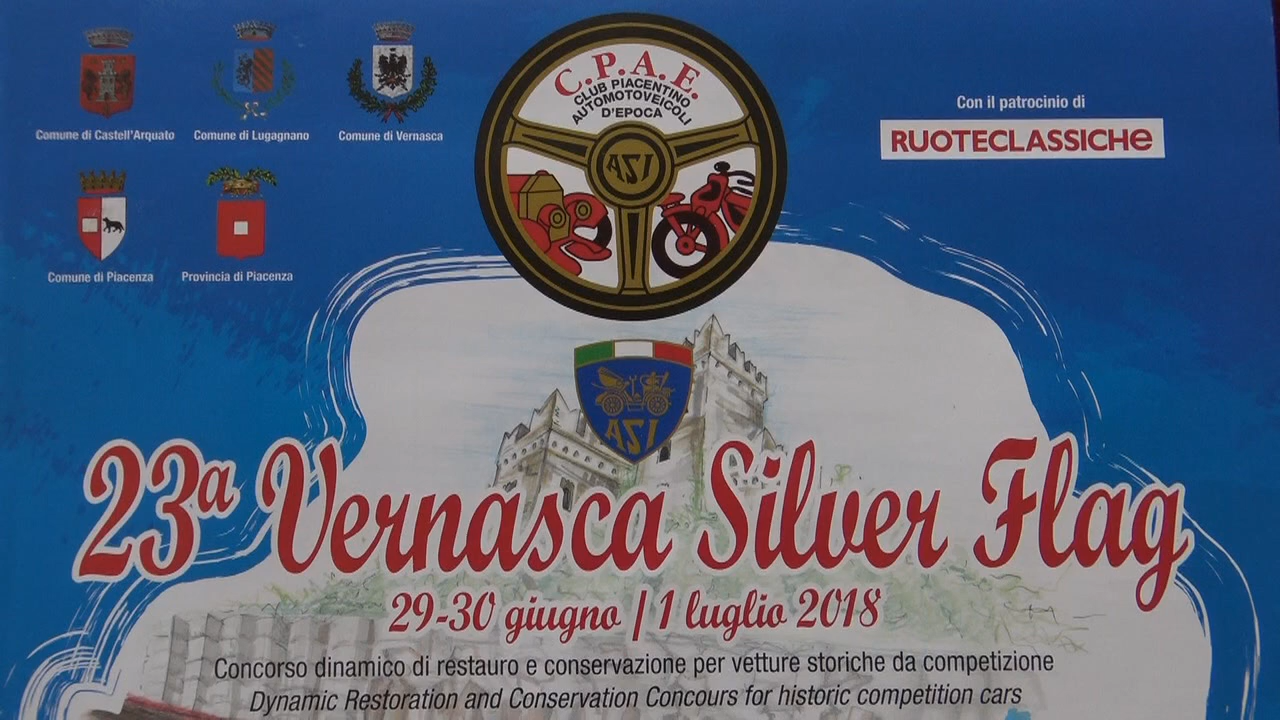 Comune di Castell'Arquato
Comune di Lugagnano
Comune di Vernasca
Comune di Piacenza
Provincia di Piacenza
C.P.A.E.
CLUB PIACENTINO
AUTOMOTOVEICOLI
D'EPOCA
ASI
Con il patrocinio di
RUOTECLASSICHE
ASI
23a Vernasca Silver Flag
29-30 giugno / 1 luglio 2018
Concorso dinamico di restauro e conservazione per vetture storiche da competizione
Dynamic Restoration and Conservation Concours for historic competition cars